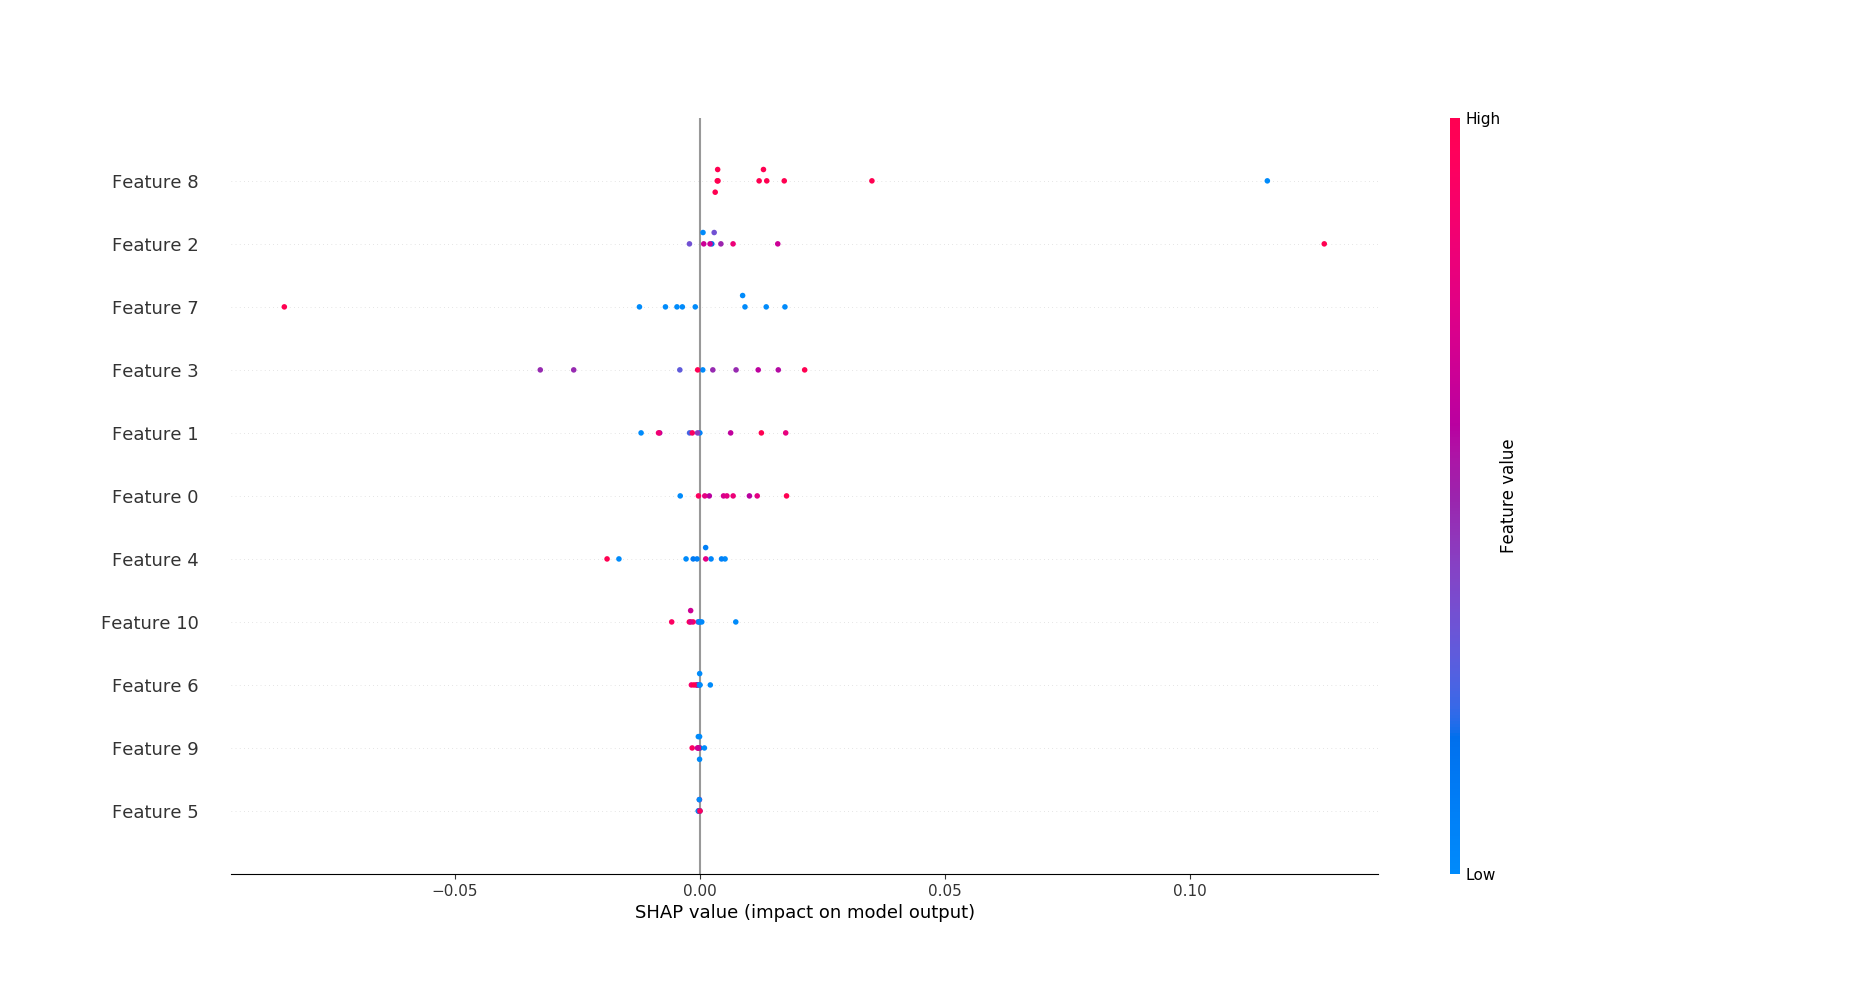 High
Feature 8
Feature 2
Feature 7
Feature 3
Feature 1
Feature 0
Feature 4
Feature 10
Feature 6
Feature 9
Feature 5
Feature value
Low
−0.05 0.00 0.05 0.10
SHAP value (impact on model output)